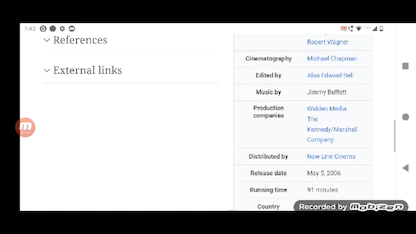 7:42
References
External links
Robert Wagner
Cinematography Michael Chapman
Edited by Alan Edward Bell
Music by Jimmy Buffett
Production Walden Media
companies The
Kennedy/Marshall
Company
Distributed by New Line Cinema
Release date May 5, 2006
Running time 91 minutes
Country
Recorded by Mobizen